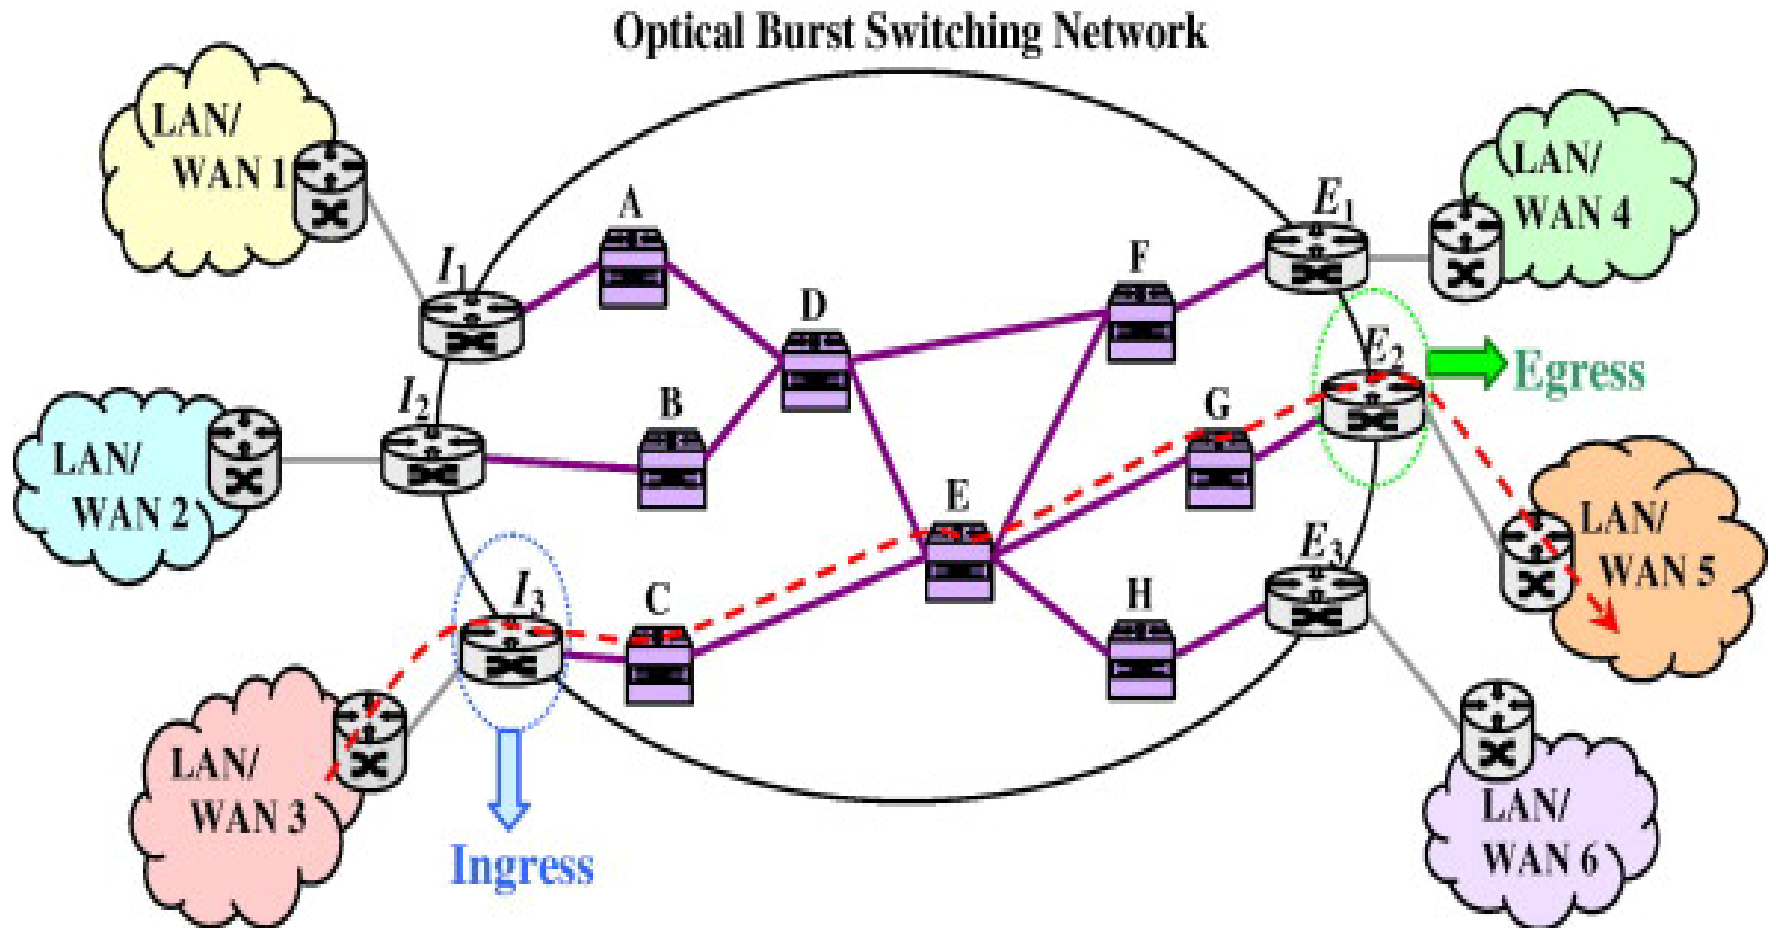 Optical Burst Switching Network
LAN/
WAN 1
LAN/
WAN 2
LAN/
WAN 3
I1
I2
I3
A
B
C
D
E
F
G
H
E1
E2
E3
LAN/
WAN 4
Egress
LAN/
WAN 5
LAN/
WAN 6
Ingress